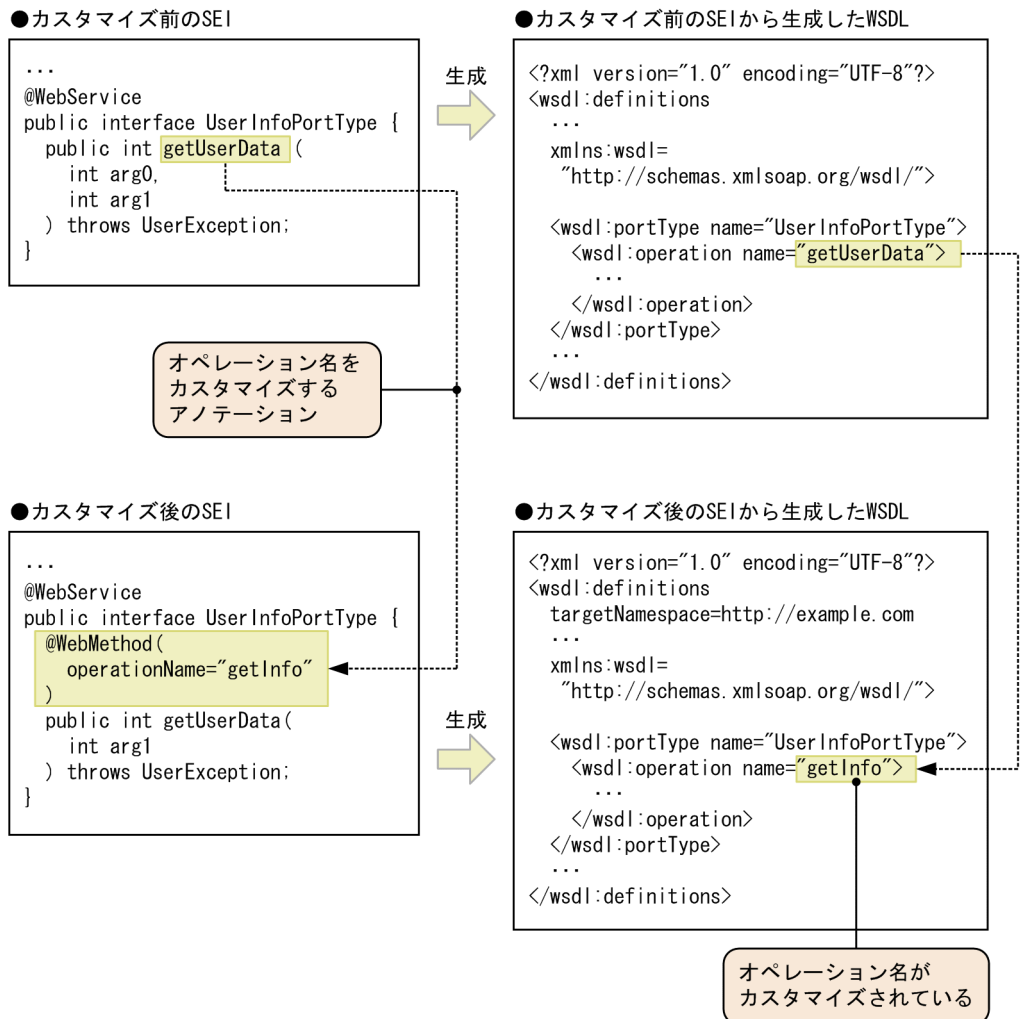 ●カスタマイズ前のSEI
...
@WebService
public interface UserInfoPortType {
public int getUserData (
int arg0,
int arg1
) throws UserException;
}
生成
●カスタマイズ前のSEIから生成したWSDL
<?xml version="1.0" encoding="UTF-8"?>
<wsdl:definitions
...
xmlns:wsdl=
"http://schemas.xmlsoap.org/wsdl/">
<wsdl:portType name="UserInfoPortType">
<wsdl:operation name="getUserData">
...
</wsdl:operation>
</wsdl:portType>
...
</wsdl:definitions>
オペレーション名を
カスタマイズする
アノテーション
●カスタマイズ後のSEI
...
@WebService
public interface UserInfoPortType {
@WebMethod(
operationName="getInfo"
)
public int getUserData(
int arg1
) throws UserException;
}
生成
●カスタマイズ後のSEIから生成したWSDL
<?xml version="1.0" encoding="UTF-8"?>
<wsdl:definitions
targetNamespace=http://example.com
...
xmlns:wsdl=
"http://schemas.xmlsoap.org/wsdl/">
<wsdl:portType name="UserInfoPortType">
<wsdl:operation name="getInfo">
...
</wsdl:operation>
</wsdl:portType>
...
</wsdl:definitions>
オペレーション名が
カスタマイズされている